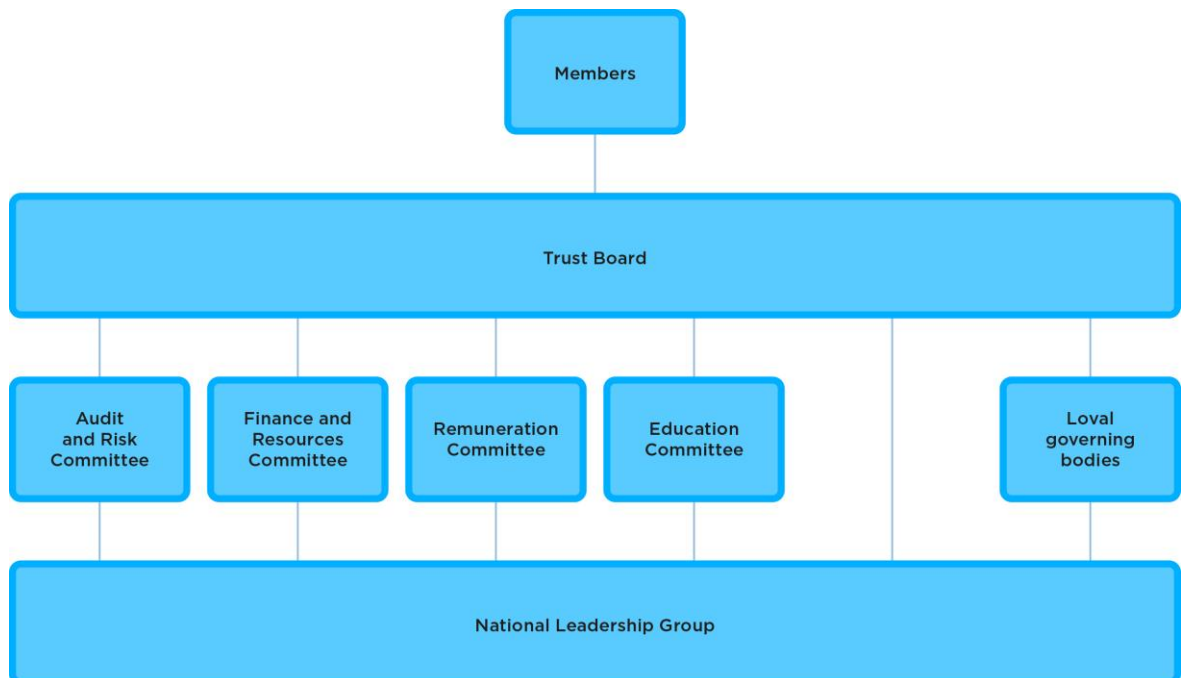 Members
Trust Board
Audit
and Risk
Committee
Finance and
Resources
Committee
Remuneration
Committee
Education
Committee
Loval
governing
bodies
National Leadership Group